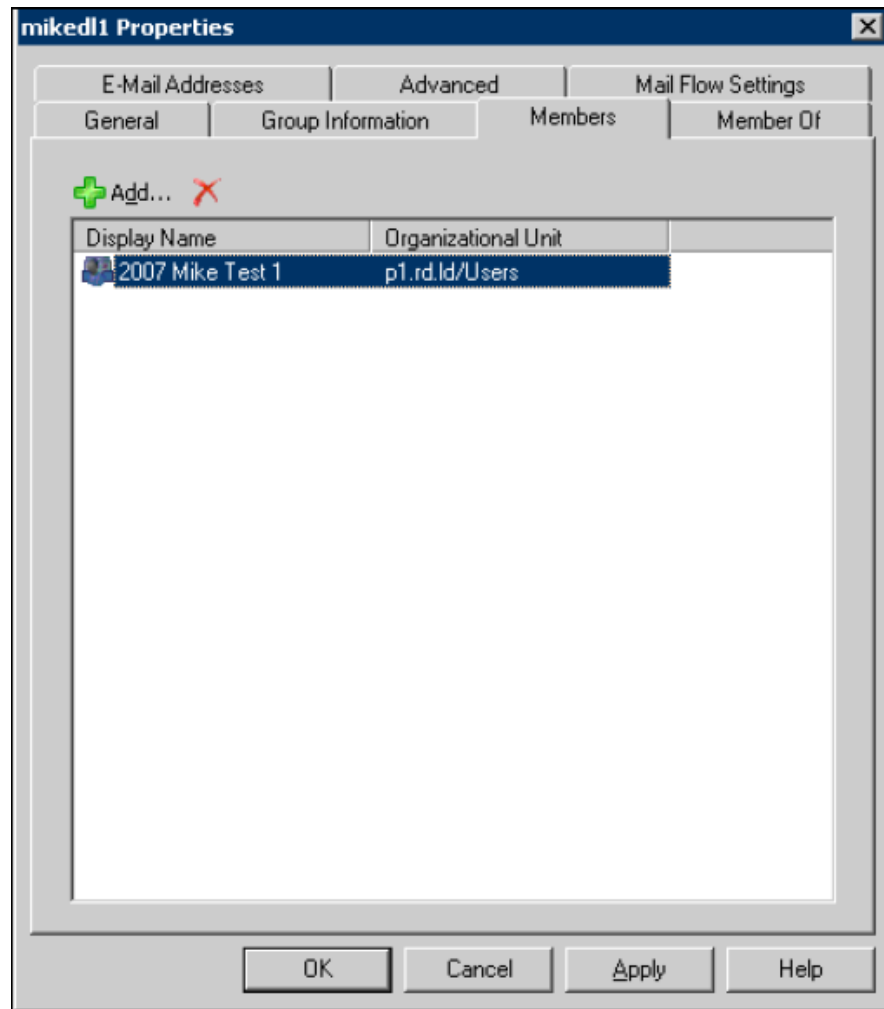 mikedl1 Properties
E-Mail Addresses Advanced Mail Flow Settings
General Group Information Members Member Of
Add...
Display Name Organizational Unit
2007 Mike Test 1 p1.rd.ld/Users
OK Cancel Apply Help